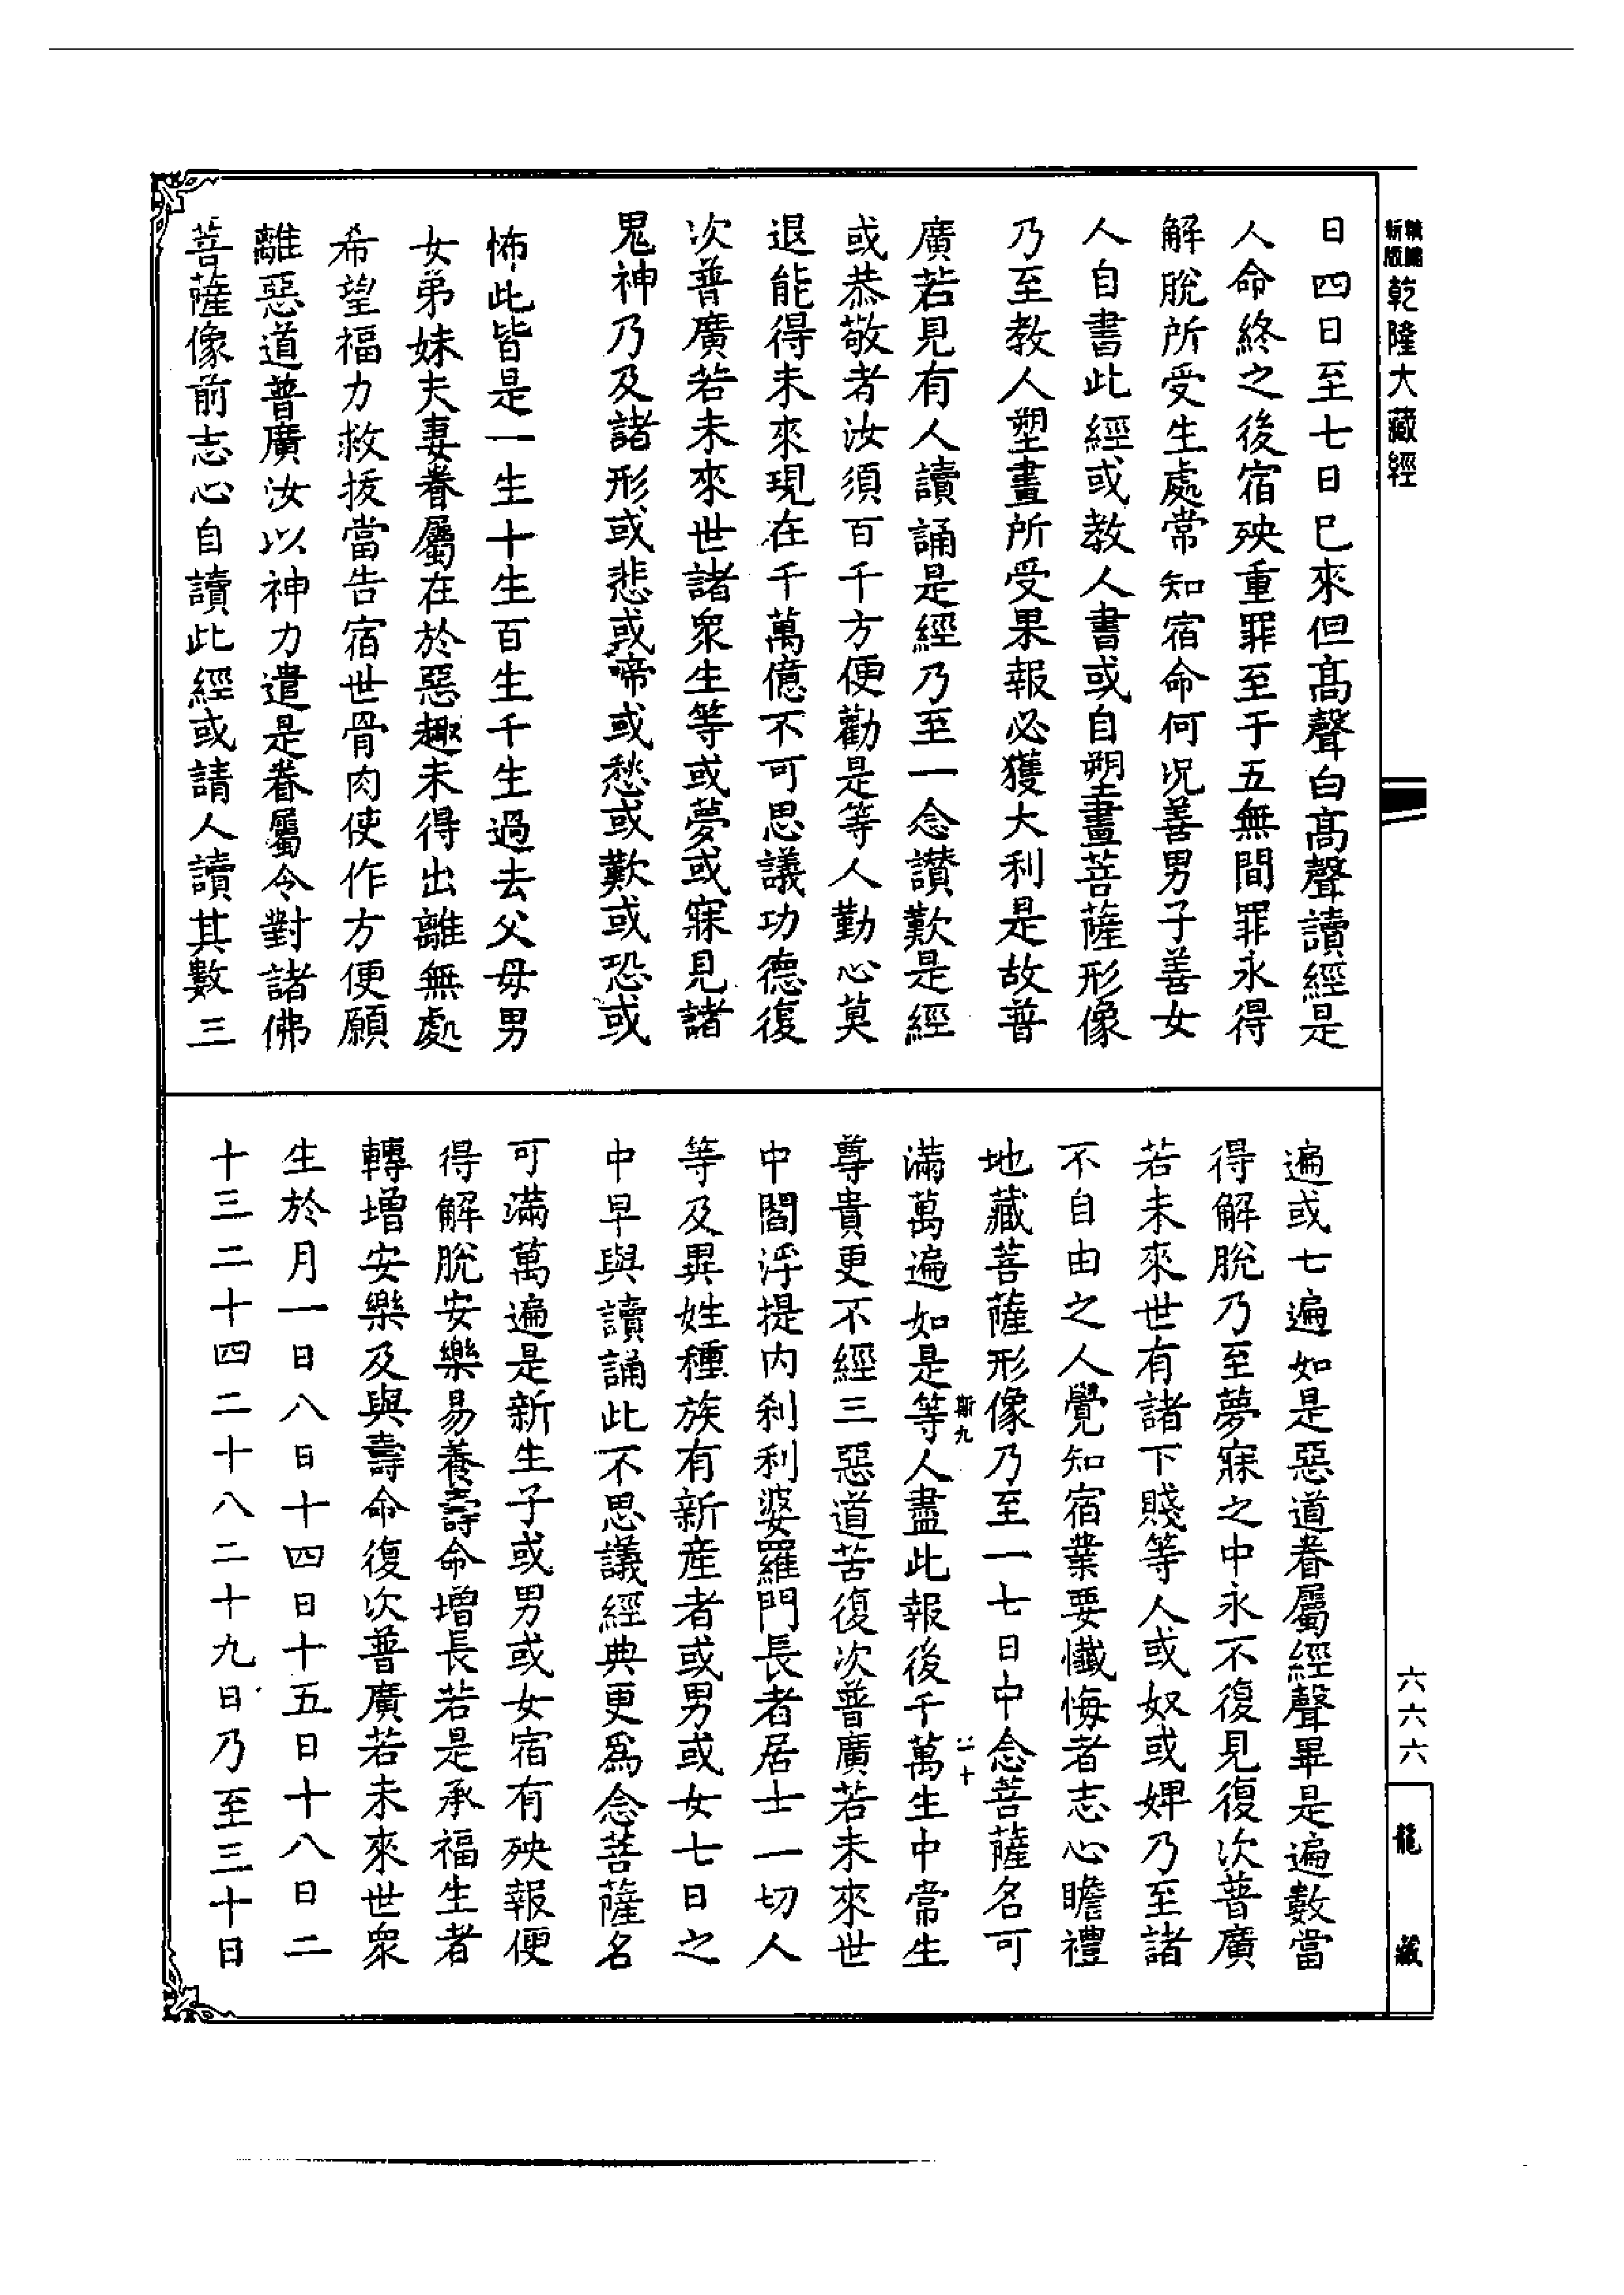 新版 精編 乾隆大藏經
日四日至七日巳來但髙聲白髙聲讀經是
人命終之後宿殃重罪至于五無間罪永得
解脫所受生處常知宿命何况善男子善女
人自書此經或教人書或自塑畫菩薩形像
乃至教人塑畫所受果報必獲大利是故普
廣若見有人讀誦是經乃至一念讚歎是經
或恭敬者汝須百千方便勸是等人勤心莫
退能得未來現在千萬億不可思議功德復
次普廣若未來世諸衆生等或夢或寐見諸
鬼神乃及諸形或悲或啼或愁或歎或恐或
怖此皆是一生十生百生千生過去父母男
女弟妹夫妻眷屬在於惡趣未得出離無處
希望福力救拔當告宿世骨肉使作方便願
離惡道普廣汝以神力遣是眷屬令對諸佛
菩薩像前志心自讀此經或請人讀其數三
遍或七遍如是惡道眷屬經聲畢是遍數當
得解脫乃至夢寐之中永不復見復次普廣
若未來世有諸下賤等人或奴或婢乃至諸
不自由之人覺知宿業要懺悔者志心瞻禮
地藏菩薩形像乃至一七日中念菩薩名可
斯九 二十
滿萬遍如是等人盡此報後千萬生中常生
尊貴更不經三惡道苦復次普廣若未來世
中閻浮提內刹利婆羅門長者居士一切人
等及異姓種族有新産者或男或女七日之
中早與讀誦此不思議經典更爲念菩薩名
可滿萬遍是新生子或男或女宿有殃報便
得解脫安樂易養壽命增長若是承福生者
轉增安樂及與壽命復次普廣若未來世衆
生於月一日八日十四日十五日十八日二
十三二十四二十八二十九日乃至三十日
六六六
龍藏